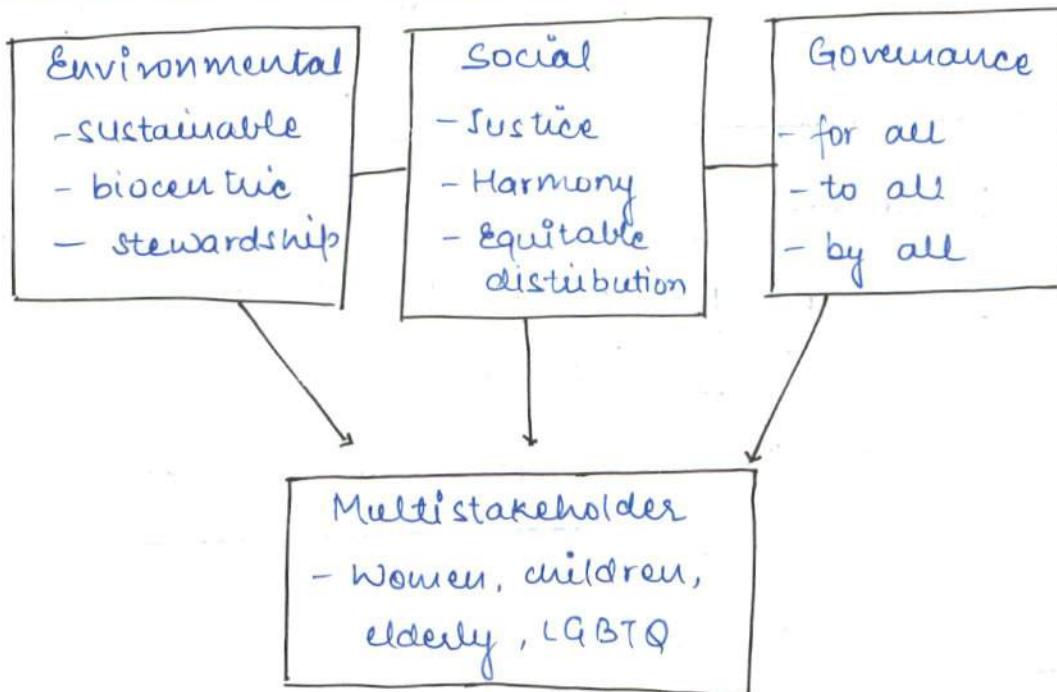 Environmental
- sustainable
- biocentric
- stewardship
Social
- Justice
- Harmony
- Equitable
distribution
Governance
- for all
- to all
- by all
Multistakeholder
- Women, children,
elderly, LGBTQ